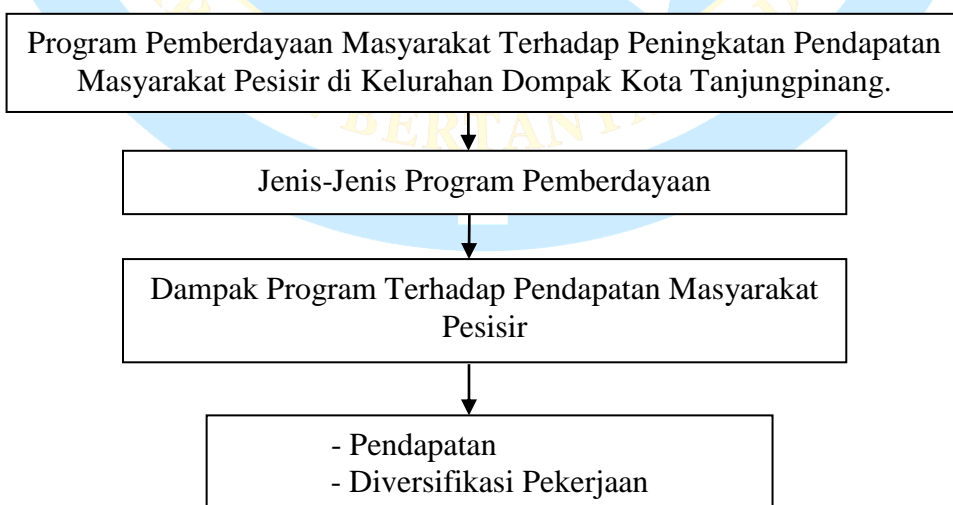 Program Pemberdayaan Masyarakat Terhadap Peningkatan Pendapatan
Masyarakat Pesisir di Kelurahan Dompak Kota Tanjungpinang.
BERTANI
Jenis-Jenis Program Pemberdayaan
Dampak Program Terhadap Pendapatan Masyarakat
Pesisir
- Pendapatan
- Diversifikasi Pekerjaan